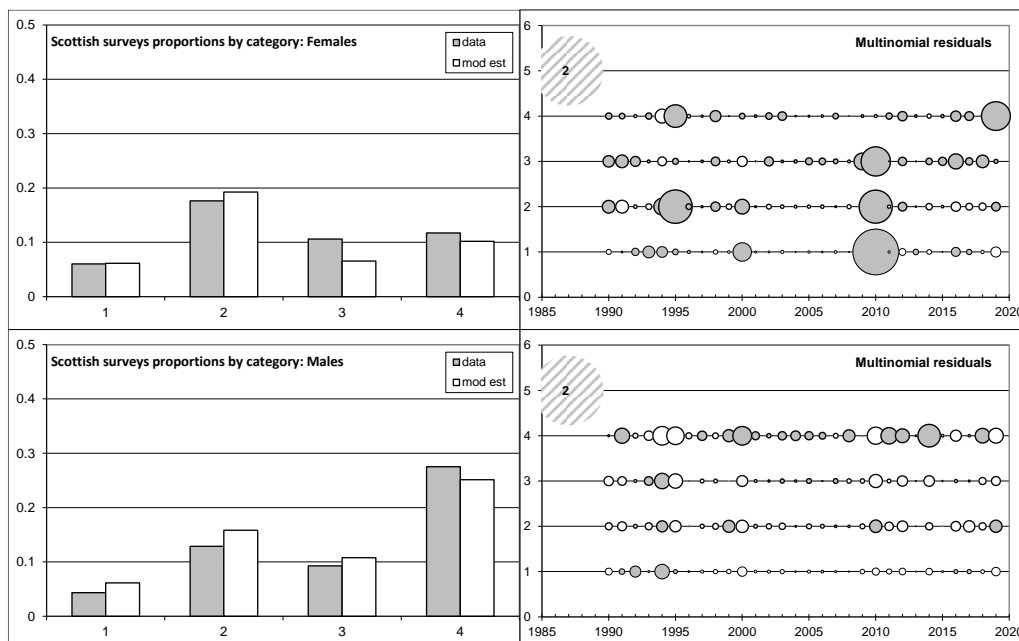 Scottish surveys proportions by category: Females
data
mod est
0.5
0.4
0.3
0.2
0.1
0
1 2 3 4
Multinomial residuals
2
6
5
4
3
2
1
0
1985 1990 1995 2000 2005 2010 2015 2020
Scottish surveys proportions by category: Males
data
mod est
0.5
0.4
0.3
0.2
0.1
0
1 2 3 4
Multinomial residuals
2
6
5
4
3
2
1
0
1985 1990 1995 2000 2005 2010 2015 2020